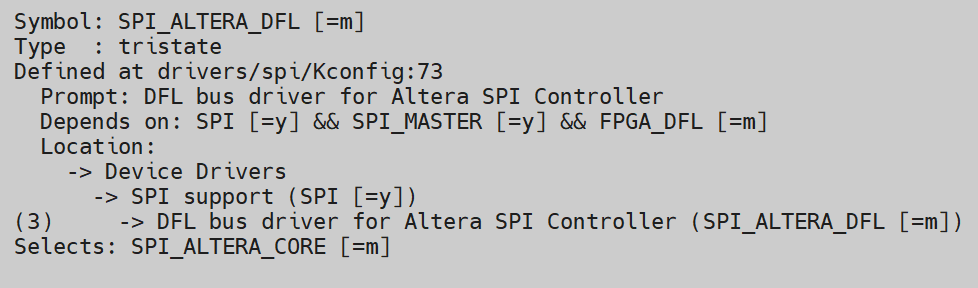 Symbol: SPI_ALTERA_DFL [=m]
Type  : tristate
Defined at drivers/spi/Kconfig:73
  Prompt: DFL bus driver for Altera SPI Controller
  Depends on: SPI [=y] && SPI_MASTER [=y] && FPGA_DFL [=m]
  Location:
    -> Device Drivers
      -> SPI support (SPI [=y])
(3)     -> DFL bus driver for Altera SPI Controller (SPI_ALTERA_DFL [=m])
Selects: SPI_ALTERA_CORE [=m]